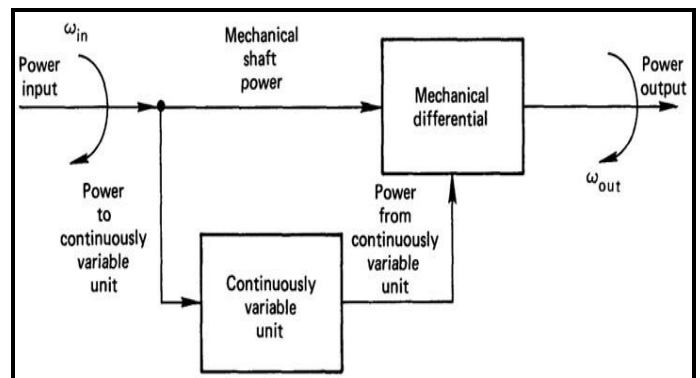 ω_in
Power
input
Mechanical
shaft
power
Mechanical
differential
Power
output
ω_out
Power
to
continuously
variable
unit
Continuously
variable
unit
Power
from
continuously
variable
unit